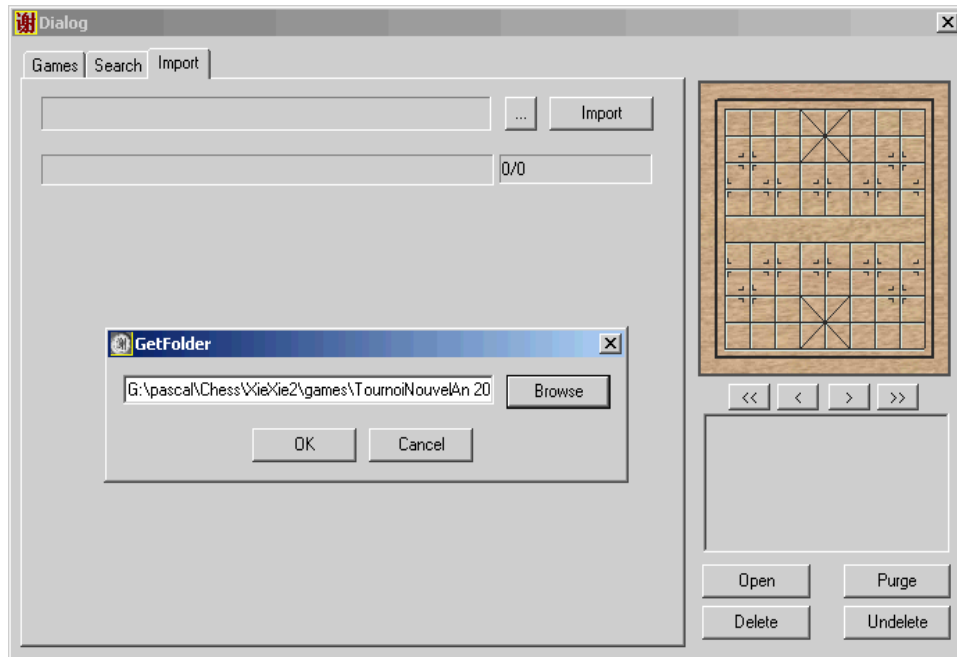 谢 Dialog
Games Search Import
... Import
0/0
谢 GetFolder
G:\pascal\Chess\XieXie2\games\TournoiNouvelAn 20
Browse
OK Cancel
<< < > >>
Open Purge
Delete Undelete